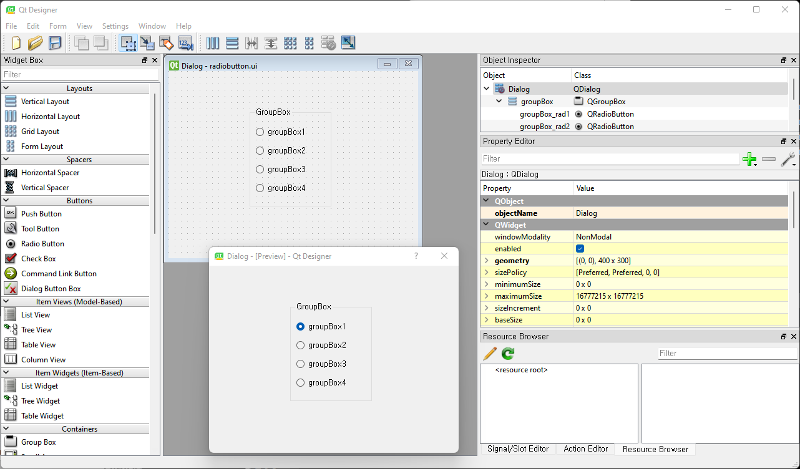 Qt Designer
File Edit Form View Settings Window Help
Widget Box
Filter
Layouts
Vertical Layout
Horizontal Layout
Grid Layout
Form Layout
Spacers
Horizontal Spacer
Vertical Spacer
Buttons
Push Button
Tool Button
Radio Button
Check Box
Command Link Button
Dialog Button Box
Item Views (Model-Based)
List View
Tree View
Table View
Column View
Item Widgets (Item-Based)
List Widget
Tree Widget
Table Widget
Containers
Group Box
Qt Dialog - radiobutton.ui
GroupBox
groupBox1
groupBox2
groupBox3
groupBox4
Dialog - [Preview] - Qt Designer
GroupBox
groupBox1
groupBox2
groupBox3
groupBox4
Object Inspector
Object Class
Dialog QDialog
groupBox QGroupBox
groupBox_rad1 QRadioButton
groupBox_rad2 QRadioButton
Property Editor
Filter
Dialog : QDialog
Property Value
QObject
objectName Dialog
QWidget
windowModality NonModal
enabled
geometry [(0, 0), 400 x 300]
sizePolicy [Preferred, Preferred, 0, 0]
minimumSize 0 x 0
maximumSize 16777215 x 16777215
sizeIncrement 0 x 0
baseSize 0 x 0
Resource Browser
Filter
<resource root>
Signal/Slot Editor Action Editor Resource Browser